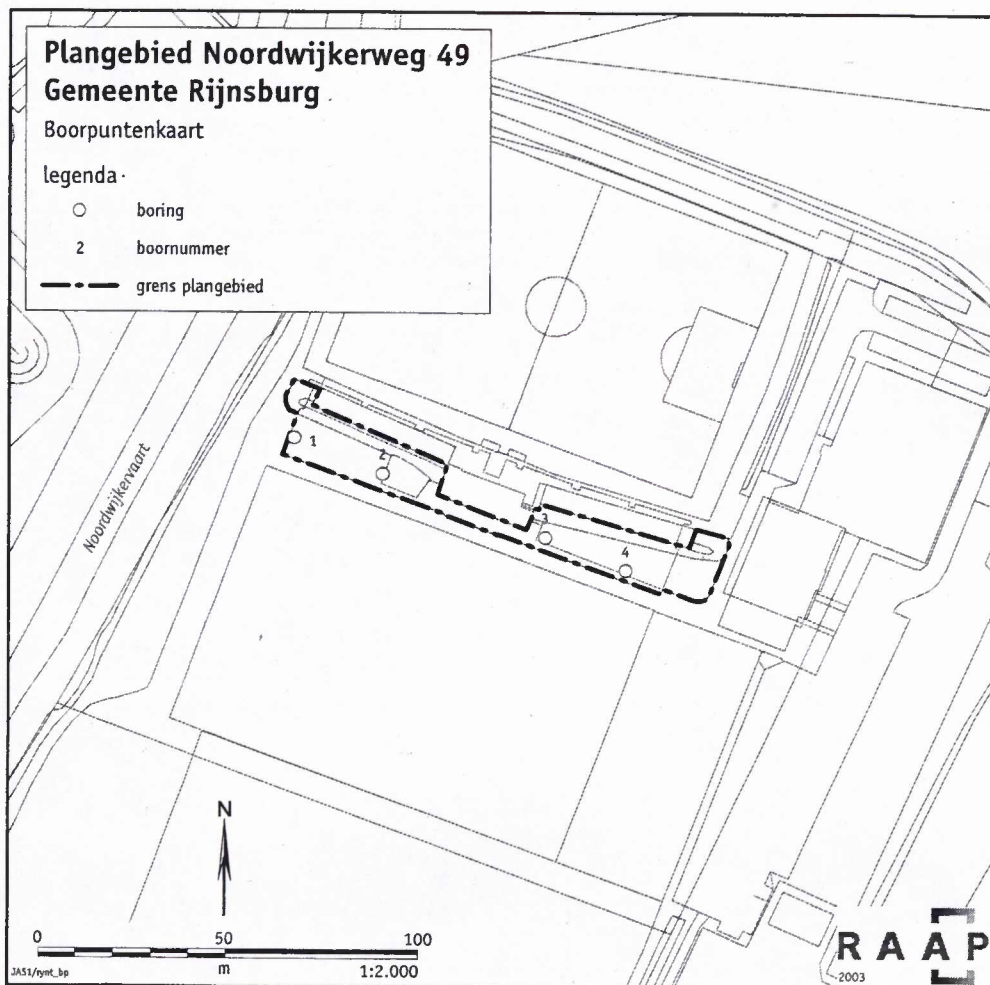 Plangebied Noordwijkerweg 49
Gemeente Rijnsburg
Boorpuntenkaart
legenda
boring
2 boornummer
grens plangebied
1
2
3
4
Noordwijkervaart
N
0 50 100
m 1:2.000
JAS1/rynt_bp
RAAP
2003